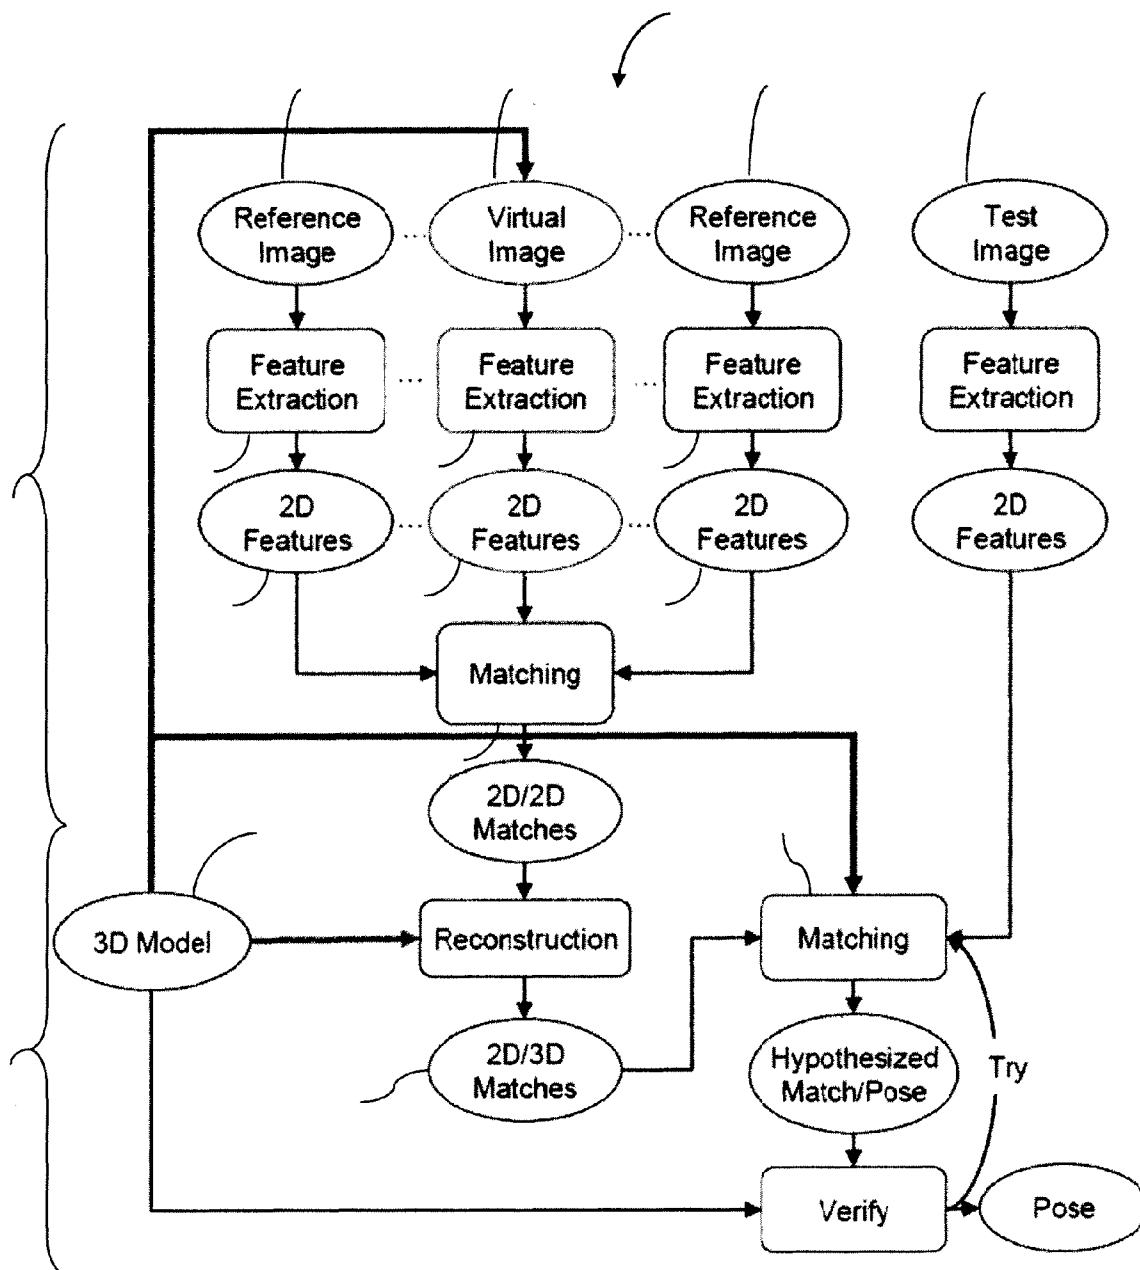 Reference
Image
Virtual
Image
Reference
Image
Test
Image
Feature
Extraction
Feature
Extraction
Feature
Extraction
Feature
Extraction
2D
Features
2D
Features
2D
Features
2D
Features
Matching
2D/2D
Matches
3D Model
Reconstruction
Matching
2D/3D
Matches
Hypothesized
Match/Pose
Try
Verify
Pose